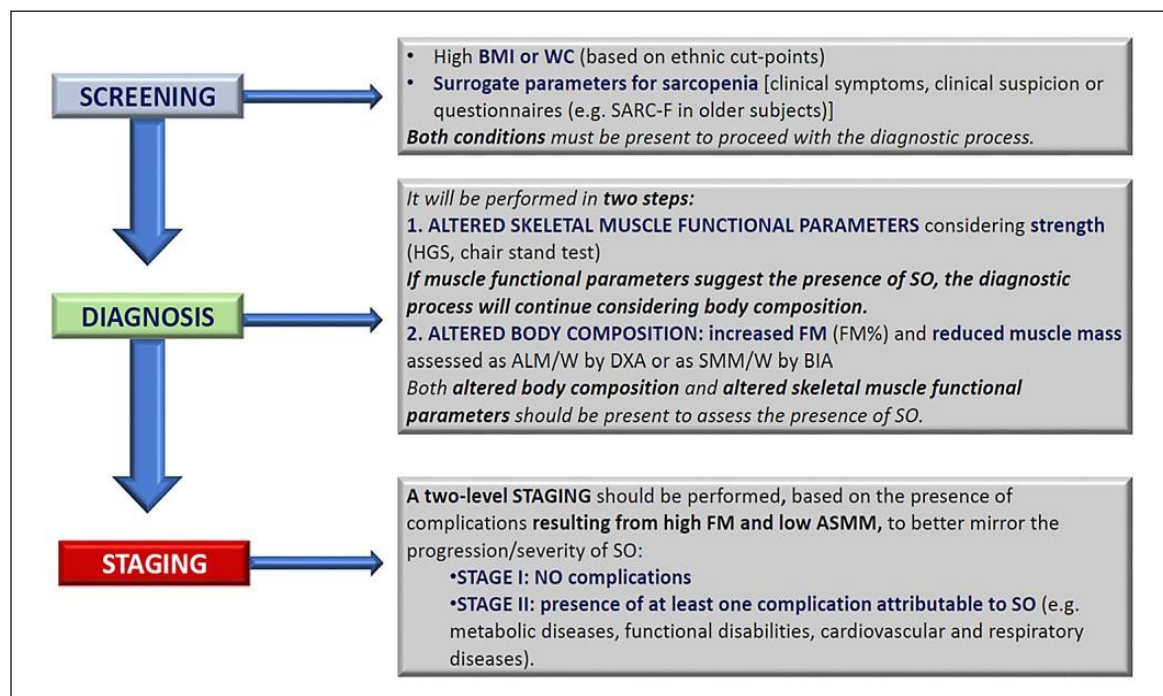 SCREENING
• High BMI or WC (based on ethnic cut-points)
• Surrogate parameters for sarcopenia [clinical symptoms, clinical suspicion or
questionnaires (e.g. SARC-F in older subjects)]
Both conditions must be present to proceed with the diagnostic process.
DIAGNOSIS
It will be performed in two steps:
1. ALTERED SKELETAL MUSCLE FUNCTIONAL PARAMETERS considering strength
(HGS, chair stand test)
If muscle functional parameters suggest the presence of SO, the diagnostic
process will continue considering body composition.
2. ALTERED BODY COMPOSITION: increased FM (FM%) and reduced muscle mass
assessed as ALM/W by DXA or as SMM/W by BIA
Both altered body composition and altered skeletal muscle functional
parameters should be present to assess the presence of SO.
STAGING
A two-level STAGING should be performed, based on the presence of
complications resulting from high FM and low ASMM, to better mirror the
progression/severity of SO:
•STAGE I: NO complications
•STAGE II: presence of at least one complication attributable to SO (e.g.
metabolic diseases, functional disabilities, cardiovascular and respiratory
diseases).